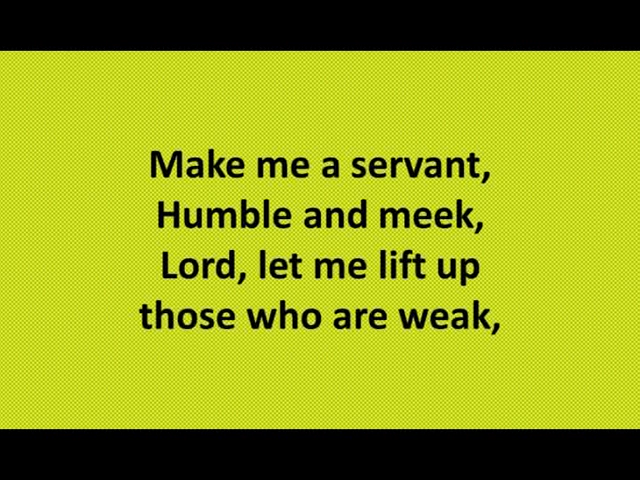 Make me a servant,
Humble and meek,
Lord, let me lift up
those who are weak,